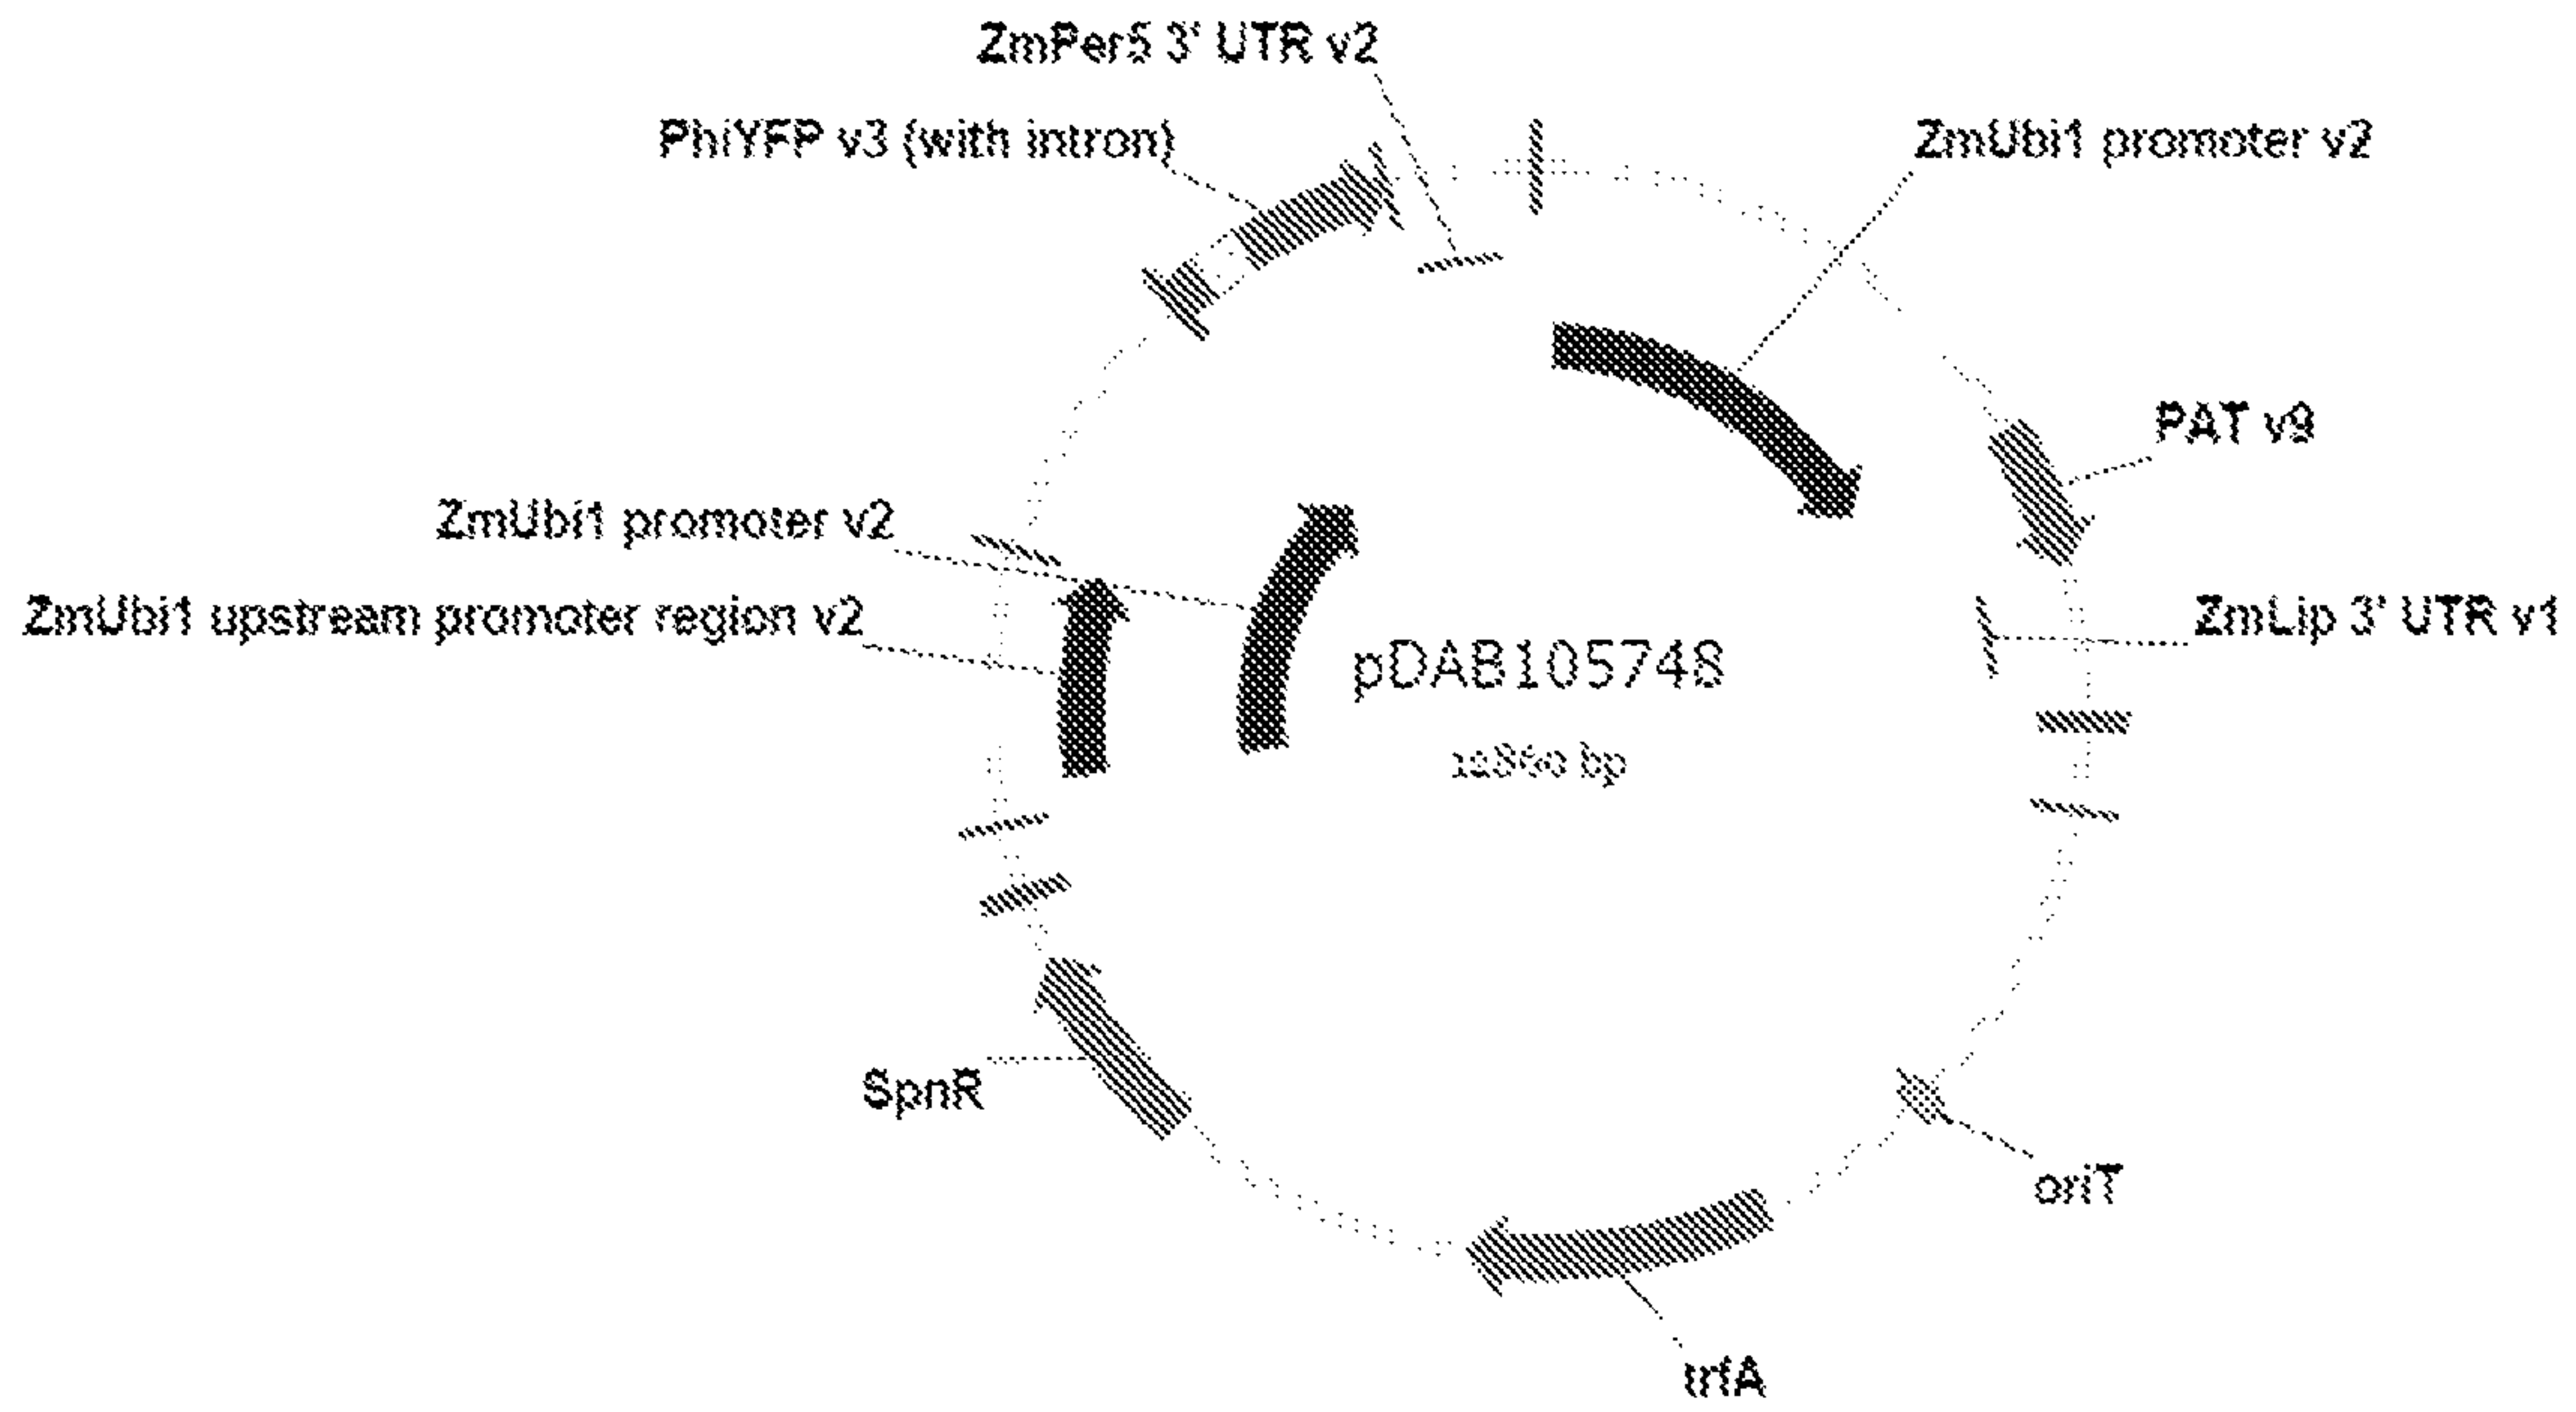 ZmPer5 3' UTR v2
PhiYFP v3 (with intron)
ZmUbi1 promoter v2
PAT v9
ZmUbi1 promoter v2
ZmUbi1 upstream promoter region v2
pDAB105748
ZmLip 3' UTR v1
bp
SpnR
oriT
trfA